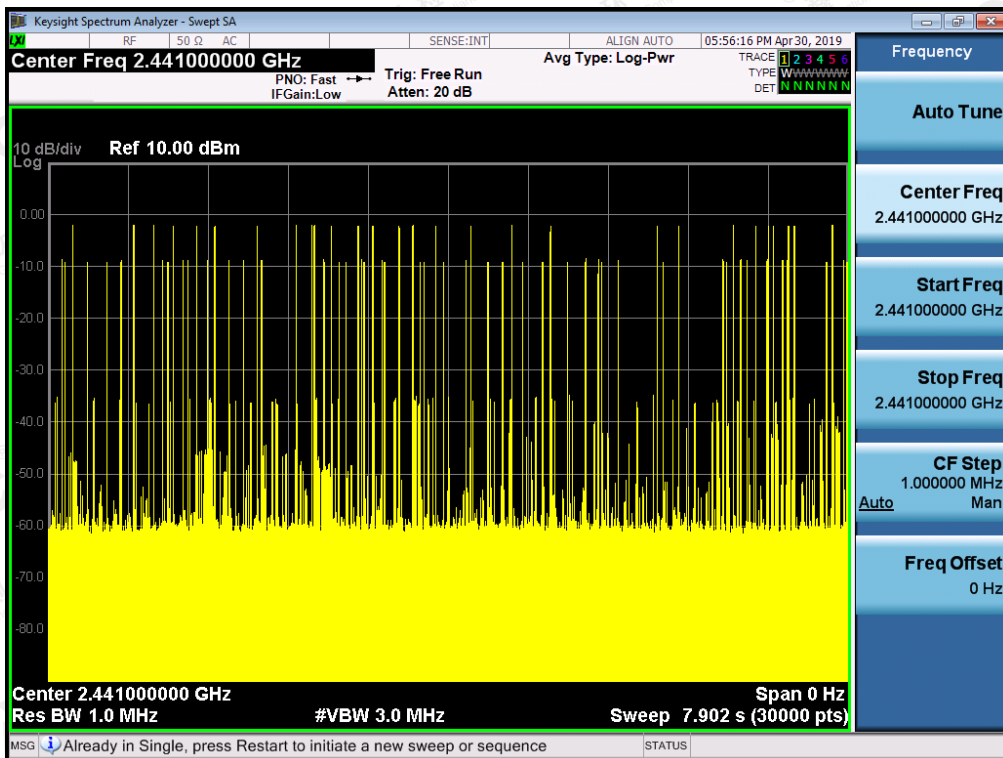 Keysight Spectrum Analyzer - Swept SA
LXI RF 50 Ω AC SENSE:INT ALIGN AUTO 05:56:16 PM Apr 30, 2019
Center Freq 2.441000000 GHz
PNO: Fast
IFGain:Low
Trig: Free Run
Atten: 20 dB
Avg Type: Log-Pwr
TRACE 1 2 3 4 5 6
TYPE WWWWWW
DET N N N N N N
10 dB/div Ref 10.00 dBm
Log
0.00
-10.0
-20.0
-30.0
-40.0
-50.0
-60.0
-70.0
-80.0
Center 2.441000000 GHz Span 0 Hz
Res BW 1.0 MHz #VBW 3.0 MHz Sweep 7.902 s (30000 pts)
MSG Already in Single, press Restart to initiate a new sweep or sequence STATUS
Frequency
Auto Tune
Center Freq
2.441000000 GHz
Start Freq
2.441000000 GHz
Stop Freq
2.441000000 GHz
CF Step
1.000000 MHz
Auto Man
Freq Offset
0 Hz